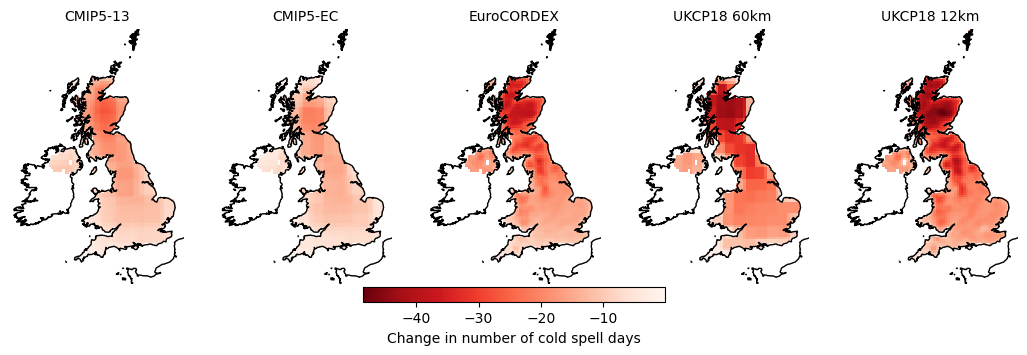 CMIP5-13 CMIP5-EC EuroCORDEX UKCP18 60km UKCP18 12km
−40 −30 −20 −10
Change in number of cold spell days